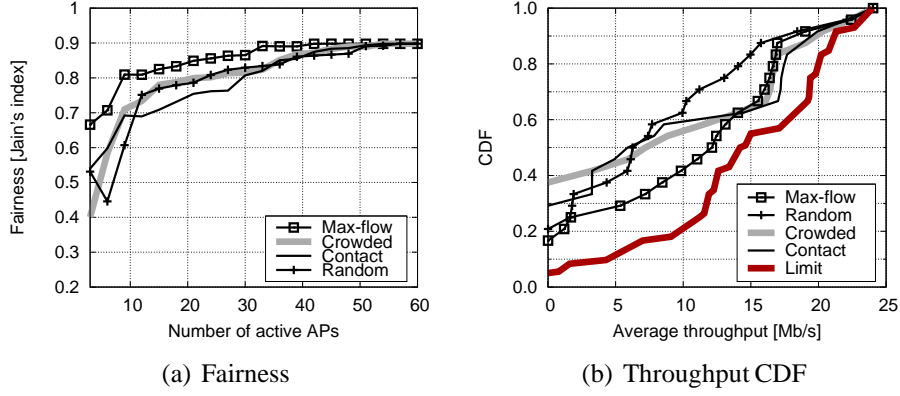 Fairness [Jain's index]
1
0.9
0.8
0.7
0.6
0.5
0.4
0.3
0.2
10 20 30 40 50 60
Number of active APs
Max-flow
Crowded
Contact
Random
(a) Fairness
CDF
1.0
0.8
0.6
0.4
0.2
0.0
0 5 10 15 20 25
Average throughput [Mb/s]
Max-flow
Random
Crowded
Contact
Limit
(b) Throughput CDF